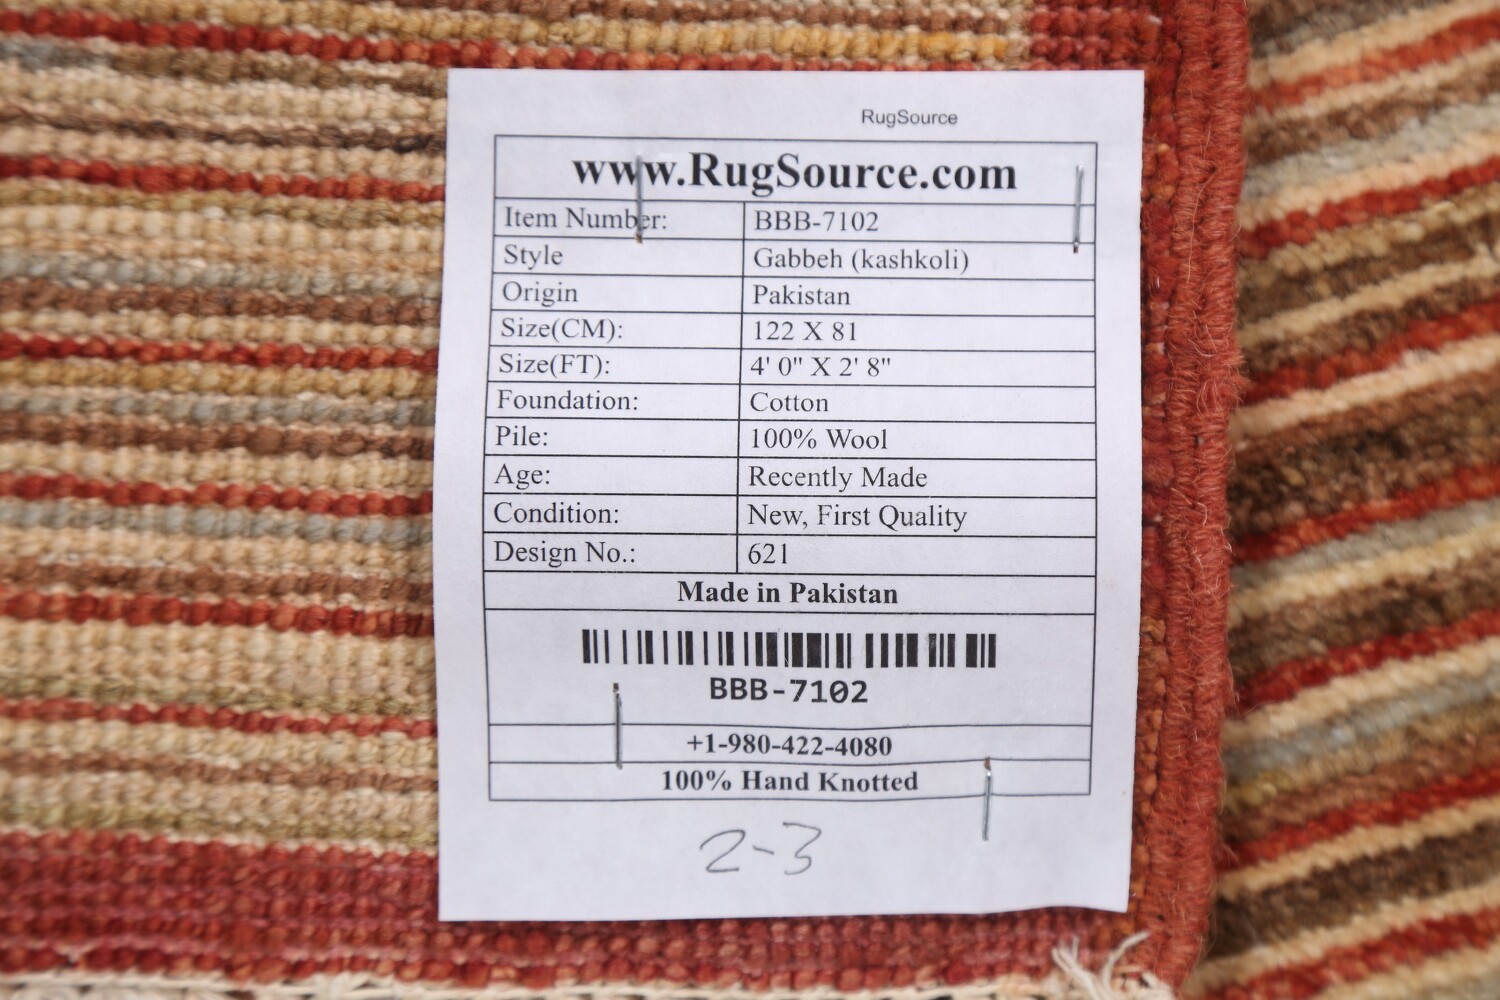 RugSource
www.RugSource.com
Item Number: BBB-7102
Style Gabbeh (kashkoli)
Origin Pakistan
Size(CM): 122 X 81
Size(FT): 4' 0" X 2' 8"
Foundation: Cotton
Pile: 100% Wool
Age: Recently Made
Condition: New, First Quality
Design No.: 621
Made in Pakistan
BBB-7102
+1-980-422-4080
100% Hand Knotted
2-3